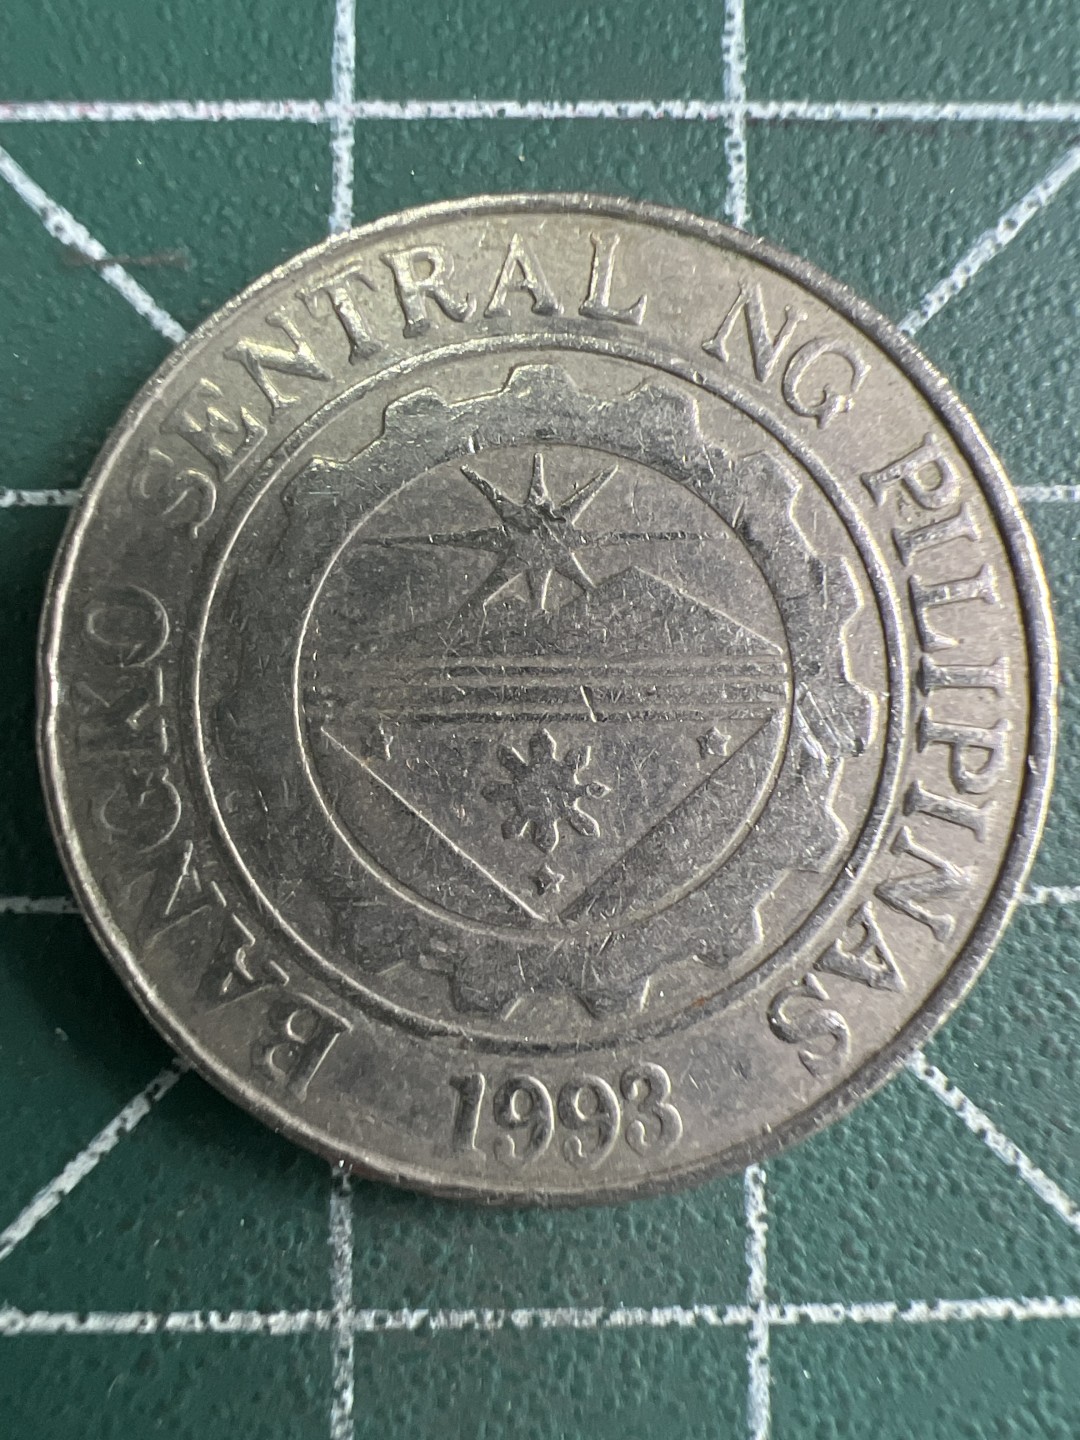 BANGKO SENTRAL NG PILIPINAS
1993